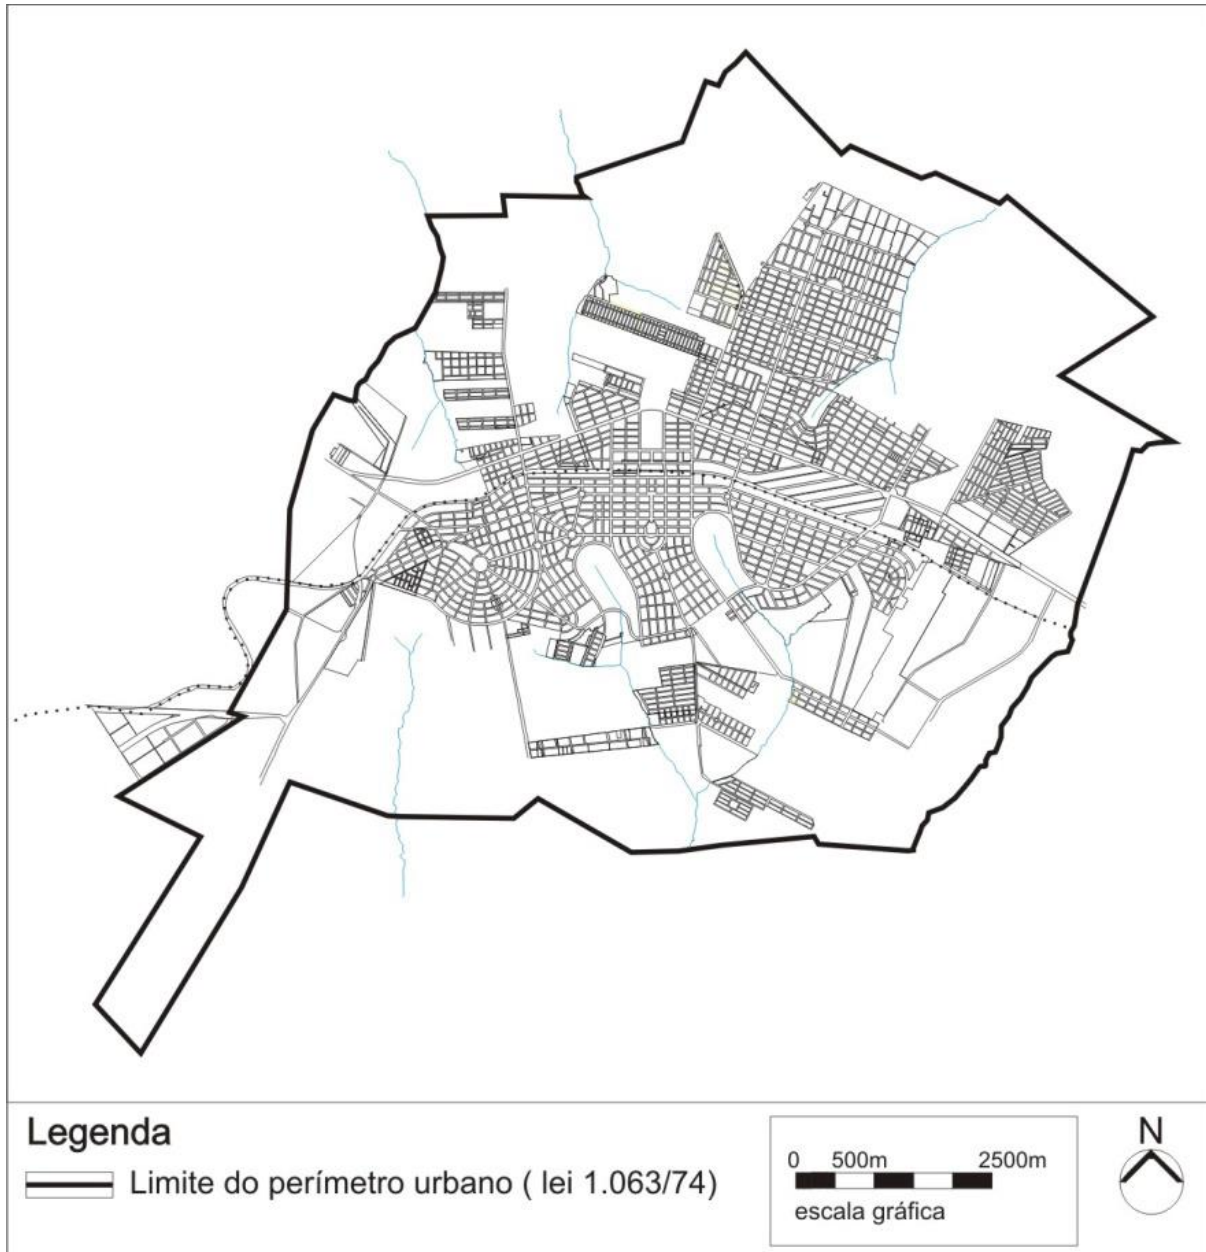 Legenda
Limite do perímetro urbano ( lei 1.063/74)
0 500m 2500m
escala gráfica
N